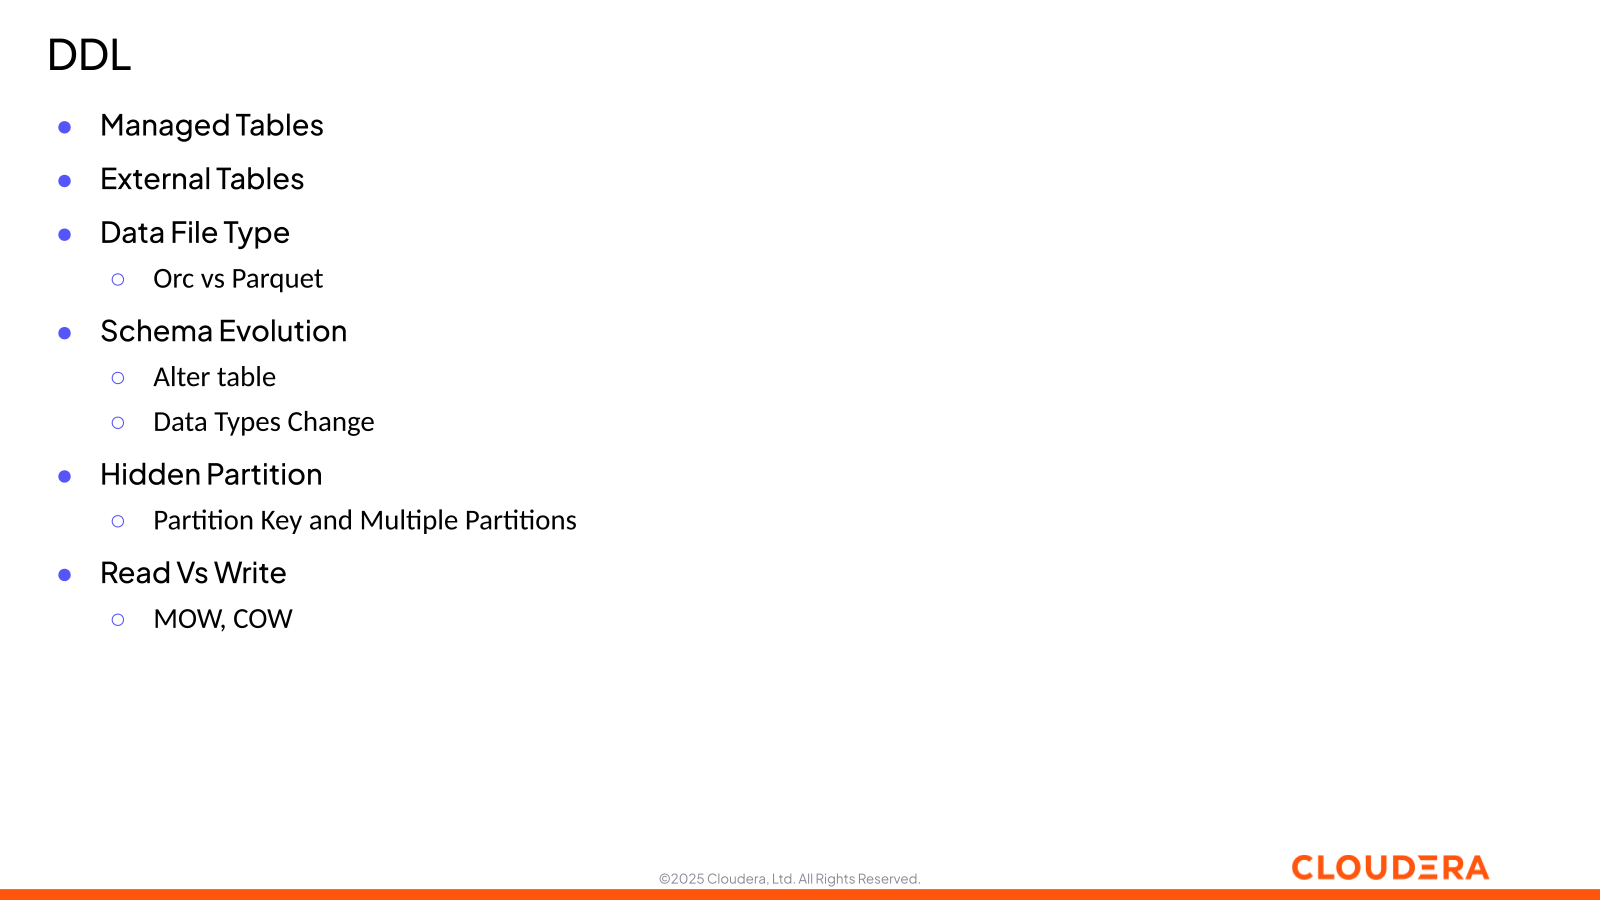 DDL
● Managed Tables
● External Tables
● Data File Type
○ Orc vs Parquet
● Schema Evolution
○ Alter table
○ Data Types Change
● Hidden Partition
○ Partition Key and Multiple Partitions
● Read Vs Write
○ MOW, COW
©2025 Cloudera, Ltd. All Rights Reserved.
CLOUDERA